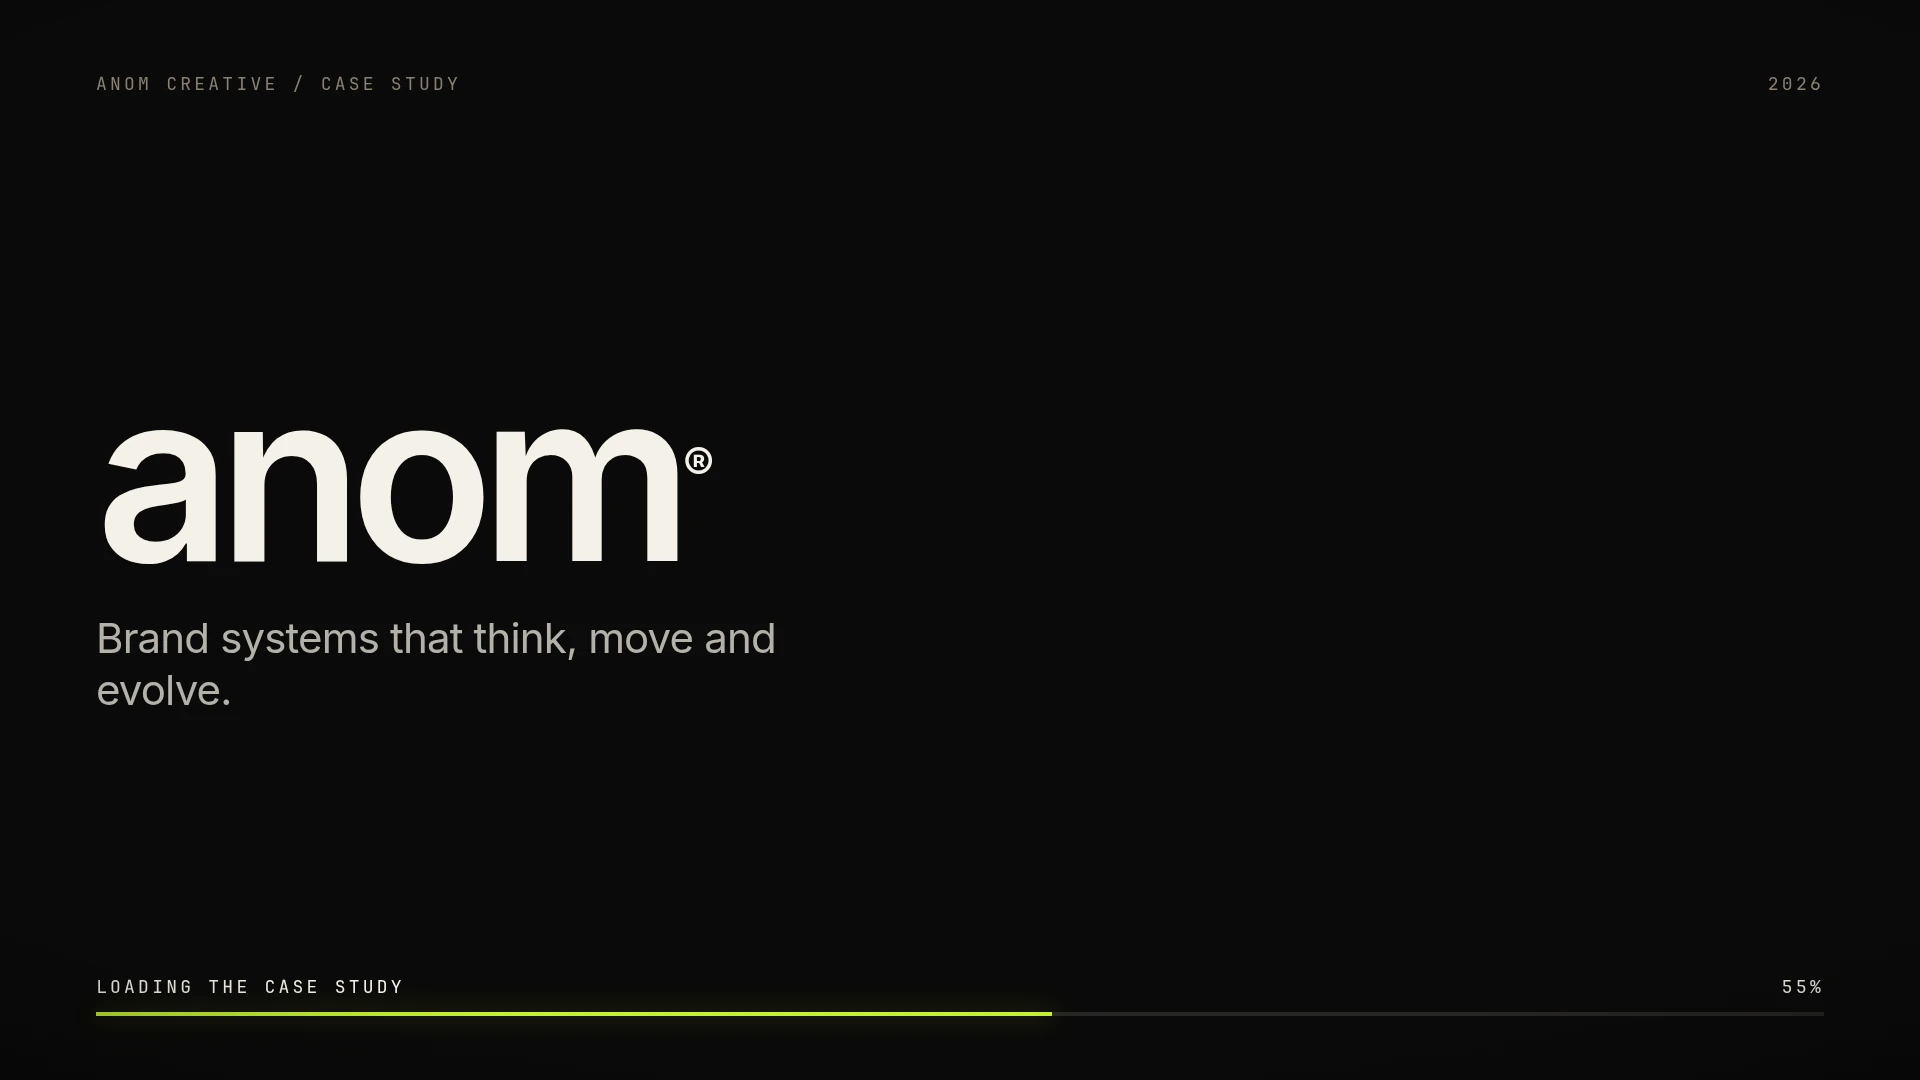 ANOM CREATIVE / CASE STUDY
2026
anom®
Brand systems that think, move and
evolve.
LOADING THE CASE STUDY
55%